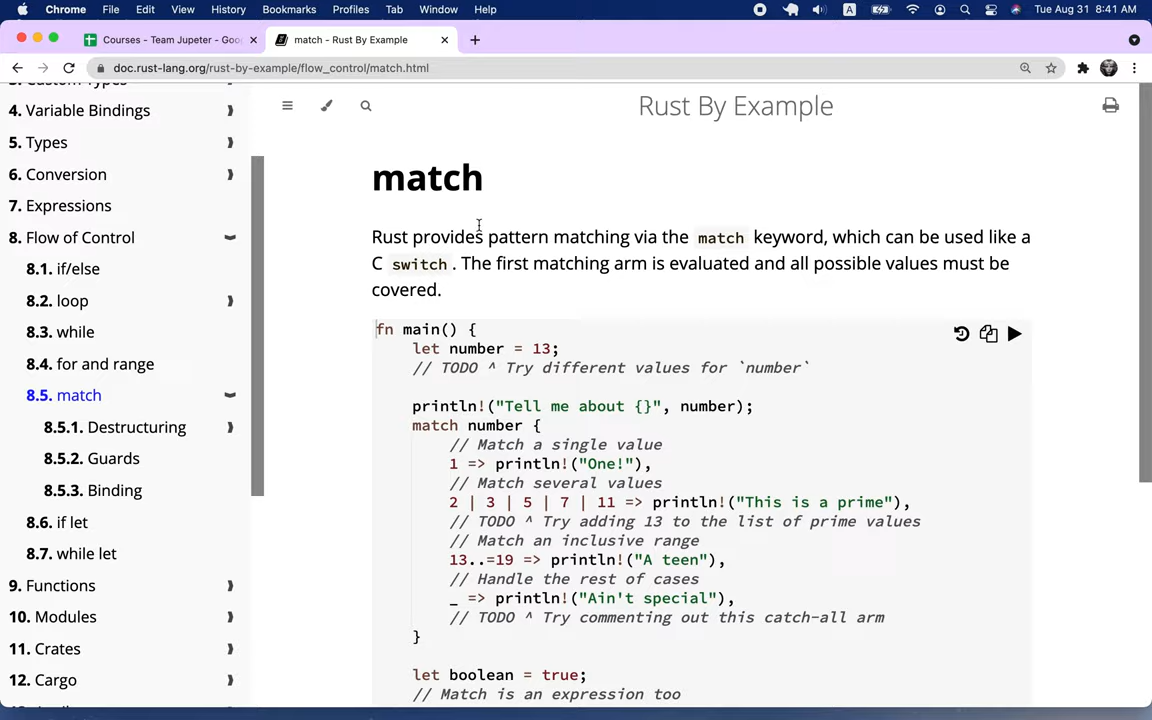 Chrome File Edit View History Bookmarks Profiles Tab Window Help A Tue Aug 31 8:41 AM
Courses - Team Jupeter - Goo match - Rust By Example
doc.rust-lang.org/rust-by-example/flow_control/match.html
4. Variable Bindings
5. Types
6. Conversion
7. Expressions
8. Flow of Control
8.1. if/else
8.2. loop
8.3. while
8.4. for and range
8.5. match
8.5.1. Destructuring
8.5.2. Guards
8.5.3. Binding
8.6. if let
8.7. while let
9. Functions
10. Modules
11. Crates
12. Cargo
Rust By Example
match
Rust provides pattern matching via the match keyword, which can be used like a
C switch. The first matching arm is evaluated and all possible values must be
covered.
fn main() {
    let number = 13;
    // TODO ^ Try different values for `number`
    println!("Tell me about {}", number);
    match number {
        // Match a single value
        1 => println!("One!"),
        // Match several values
        2 | 3 | 5 | 7 | 11 => println!("This is a prime"),
        // TODO ^ Try adding 13 to the list of prime values
        // Match an inclusive range
        13..=19 => println!("A teen"),
        // Handle the rest of cases
        _ => println!("Ain't special"),
        // TODO ^ Try commenting out this catch-all arm
    }
    let boolean = true;
    // Match is an expression too